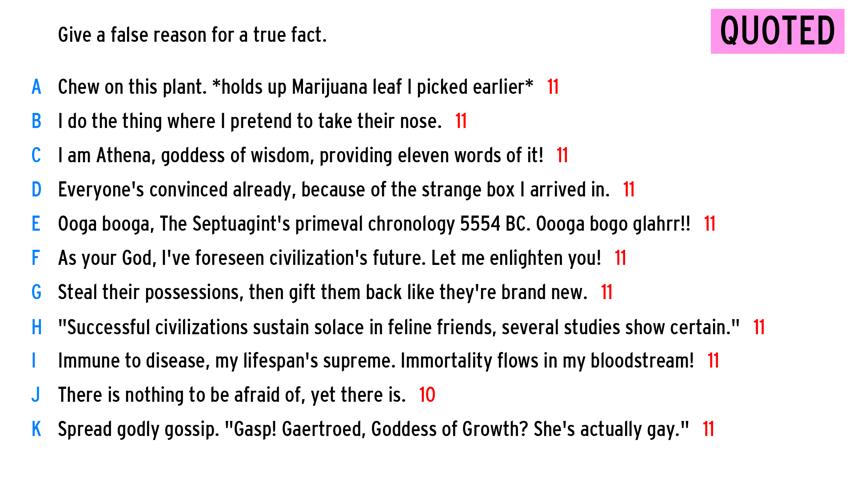 Give a false reason for a true fact.
QUOTED
A Chew on this plant. *holds up Marijuana leaf I picked earlier* 11
B I do the thing where I pretend to take their nose. 11
C I am Athena, goddess of wisdom, providing eleven words of it! 11
D Everyone's convinced already, because of the strange box I arrived in. 11
E Ooga booga, The Septuagint's primeval chronology 5554 BC. Oooga bogo glahrr!! 11
F As your God, I've foreseen civilization's future. Let me enlighten you! 11
G Steal their possessions, then gift them back like they're brand new. 11
H "Successful civilizations sustain solace in feline friends, several studies show certain." 11
I Immune to disease, my lifespan's supreme. Immortality flows in my bloodstream! 11
J There is nothing to be afraid of, yet there is. 10
K Spread godly gossip. "Gasp! Gaertroed, Goddess of Growth? She's actually gay." 11